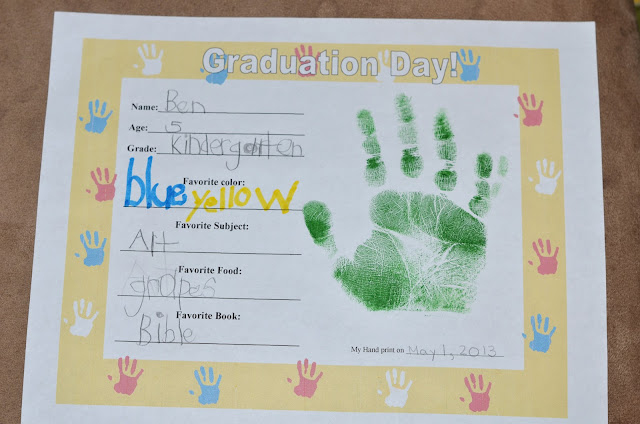 Graduation Day!
Name: Ben
Age: 5
Grade: Kindergarten
Favorite color:
blue yellow
Favorite Subject:
Art
Favorite Food:
grapes
Favorite Book:
Bible
My Hand print on May 1, 2013